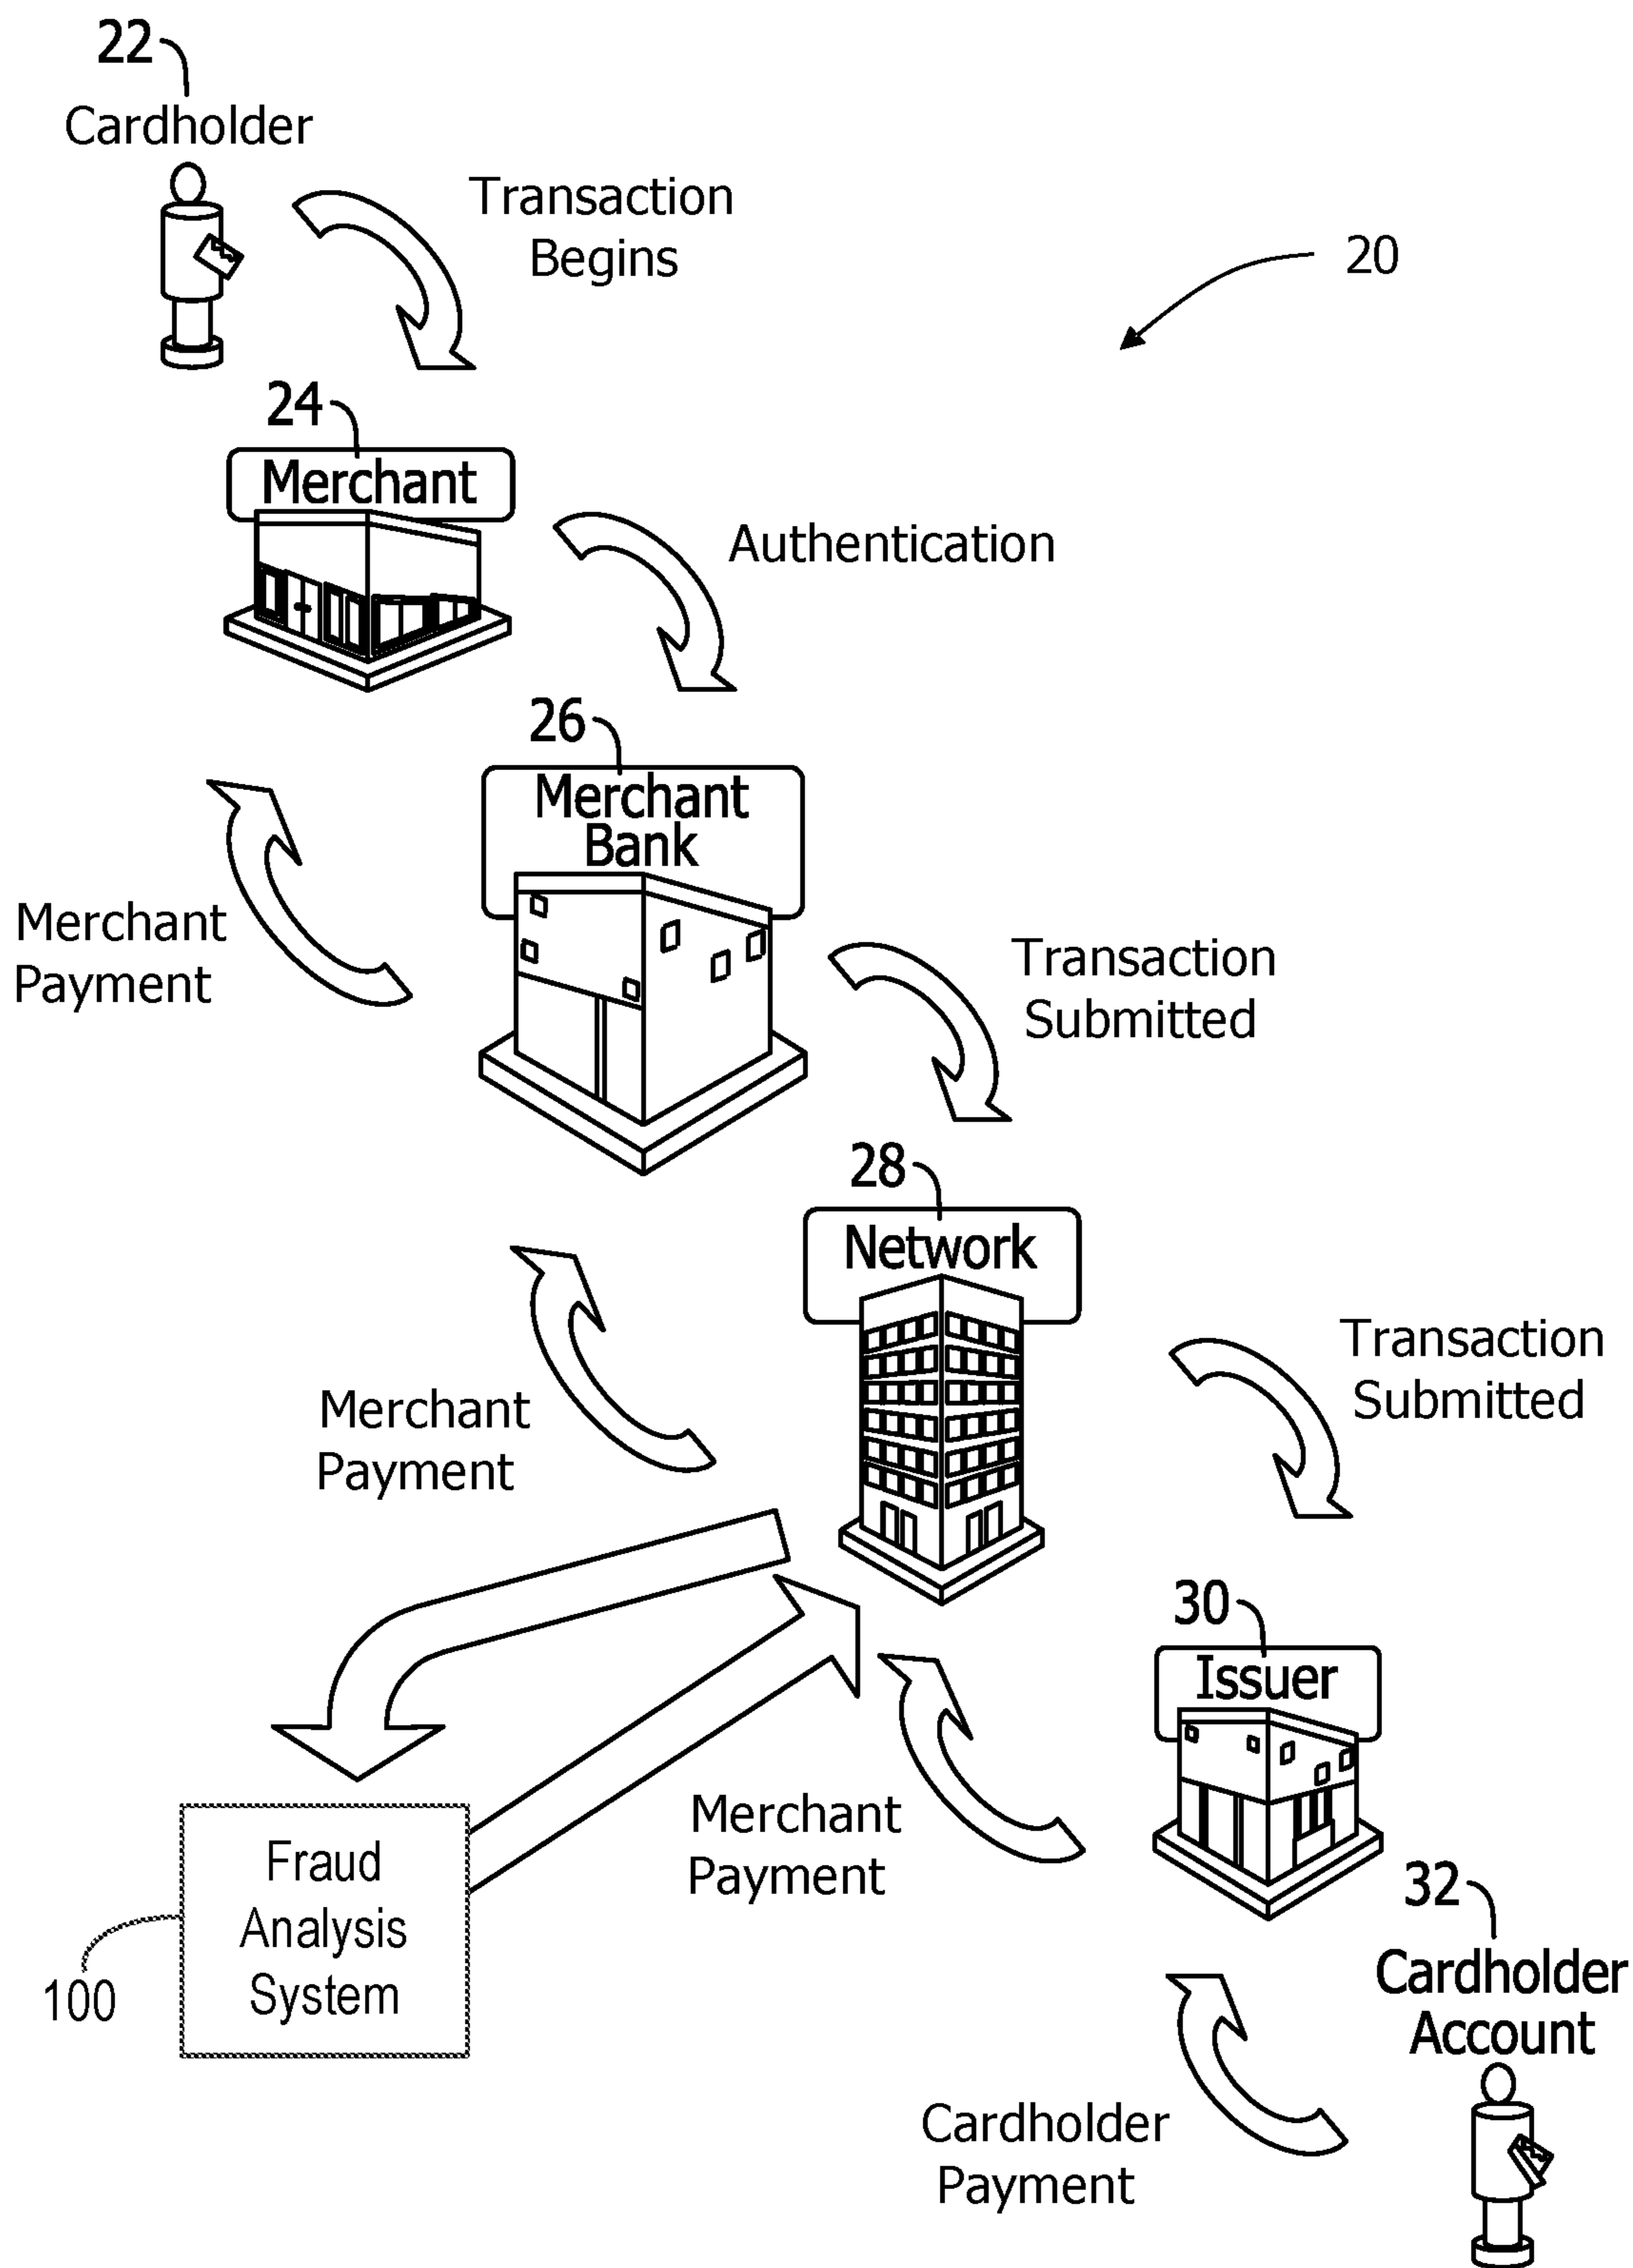 22
Cardholder
Transaction
Begins
20
24
Merchant
Authentication
26
Merchant
Bank
Merchant
Payment
Transaction
Submitted
28
Network
Transaction
Submitted
Merchant
Payment
30
Issuer
Merchant
Payment
Fraud
Analysis
System
100
32
Cardholder
Account
Cardholder
Payment